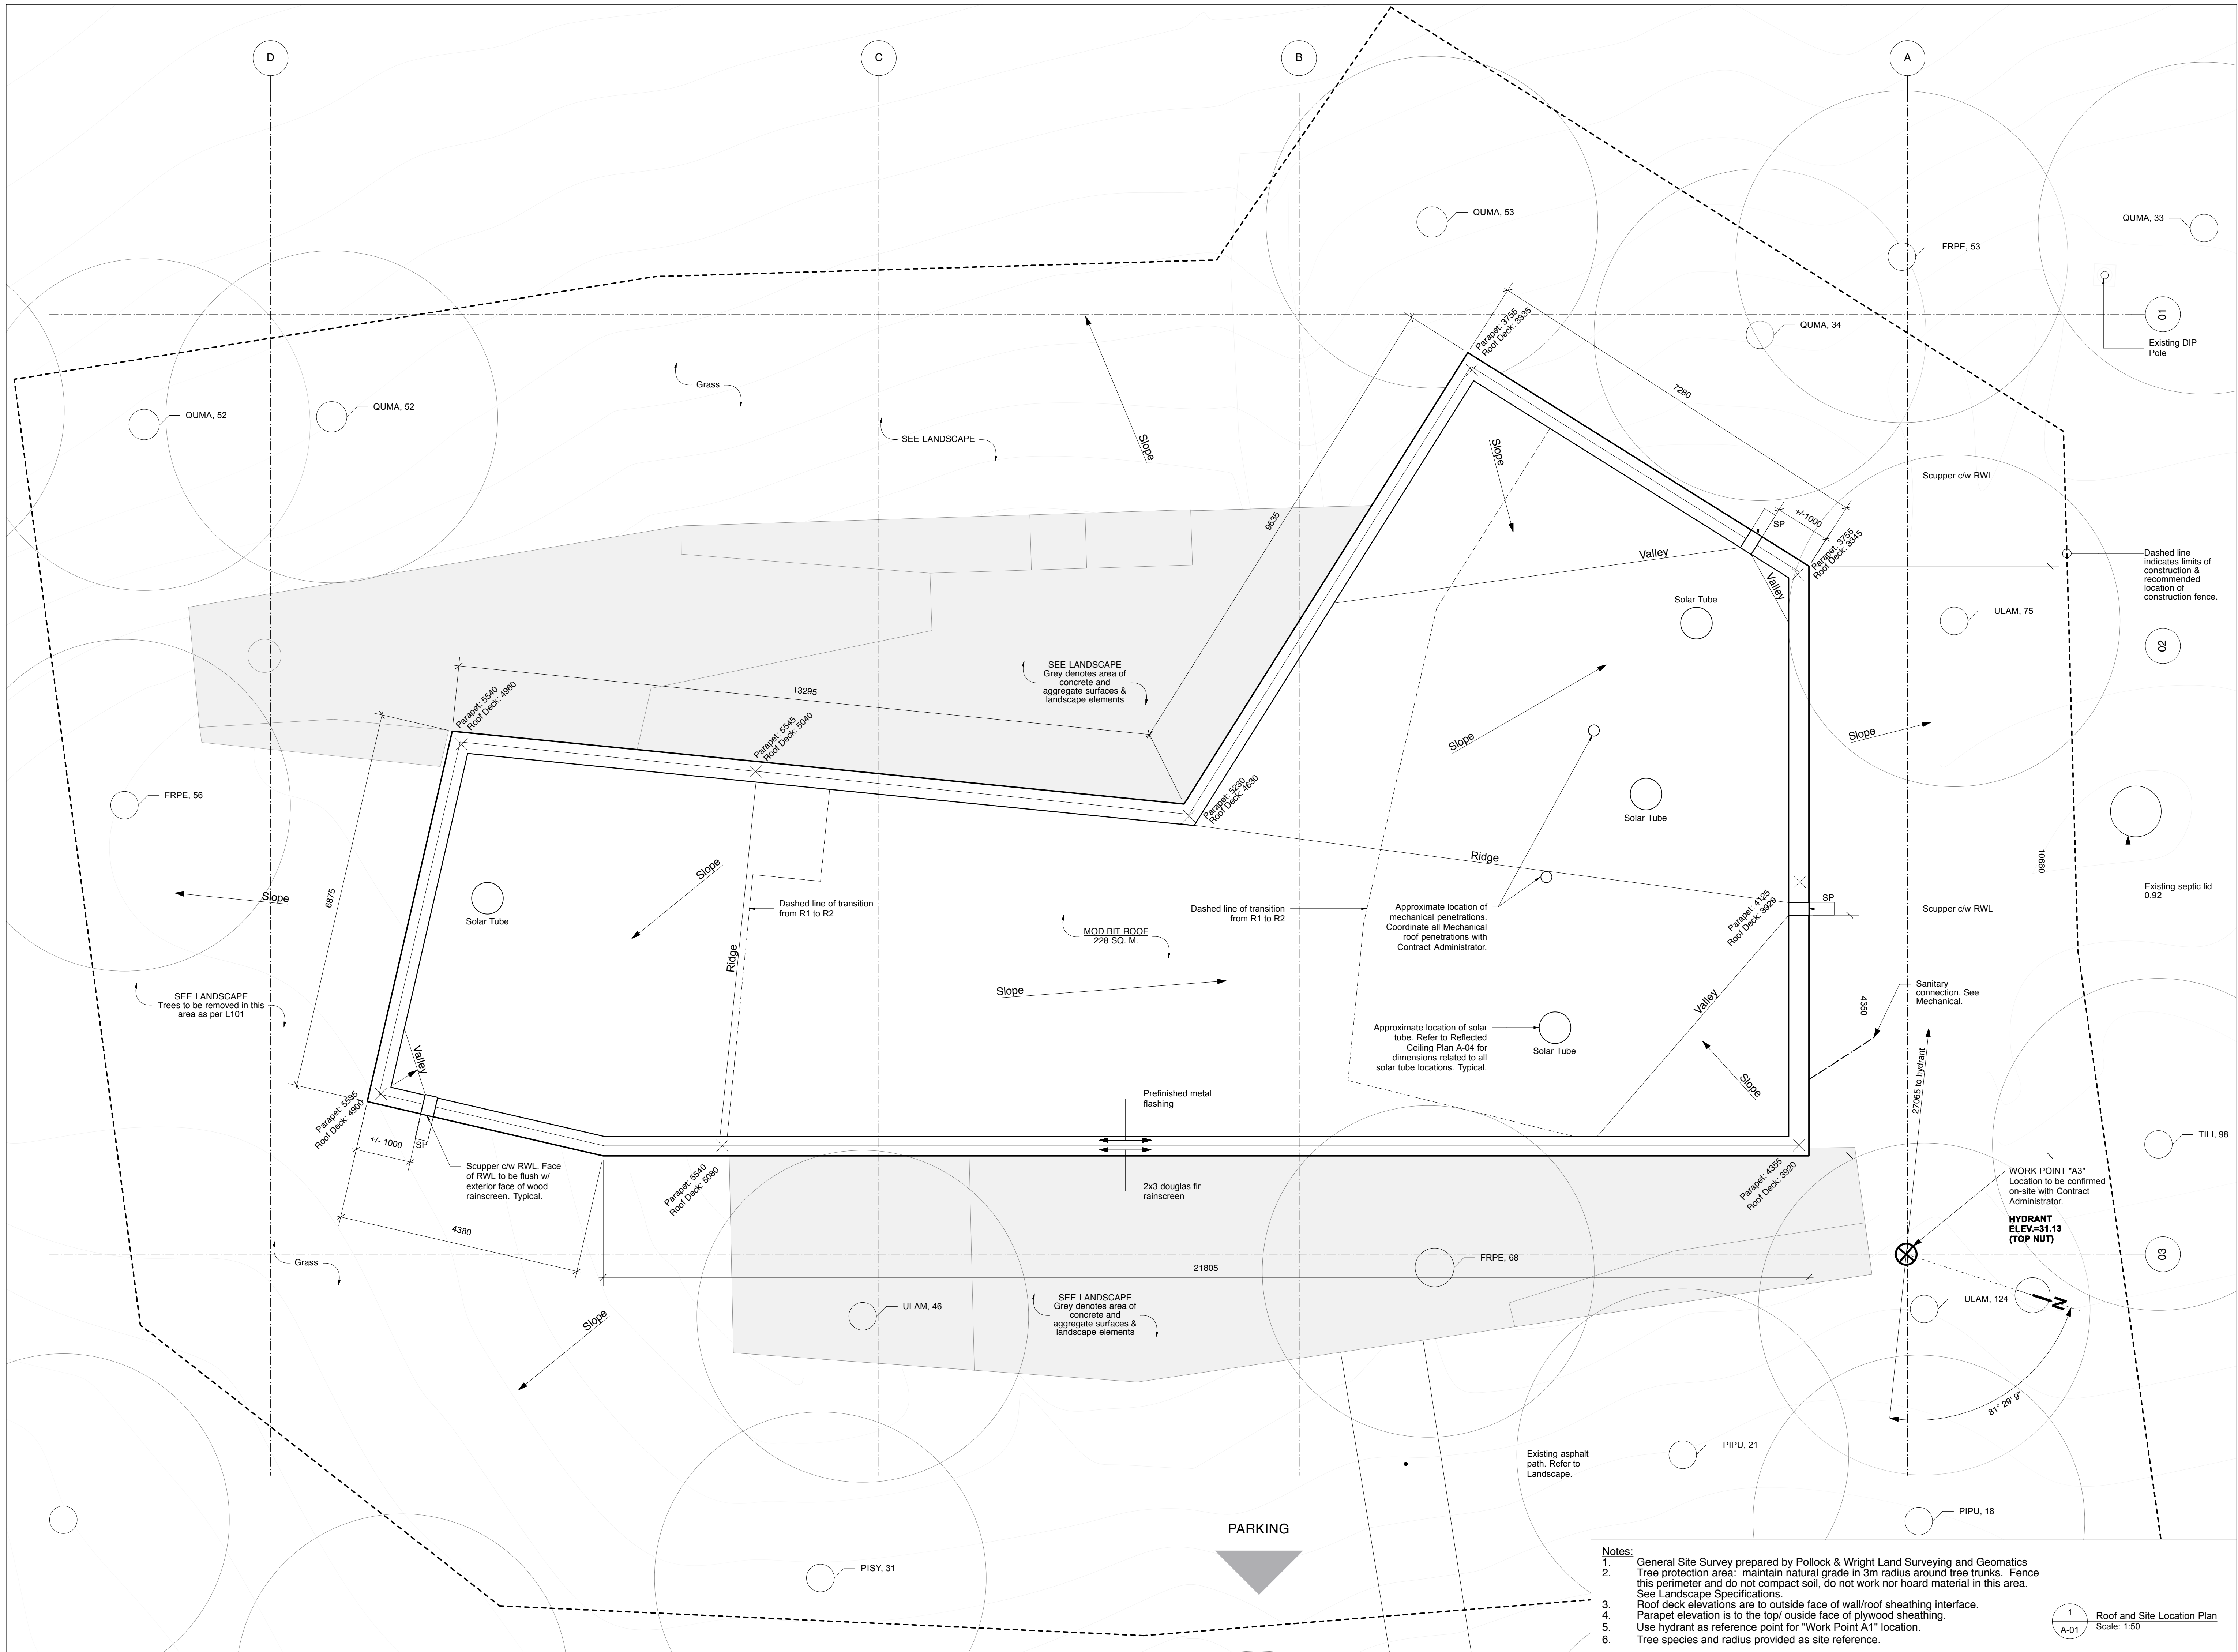 D
C
B
A
QUMA, 53
QUMA, 33
FRPE, 53
01
QUMA, 34
Existing DIP
Pole
Parapet: 3755
Roof Deck: 3335
Grass
7280
QUMA, 52
QUMA, 52
SEE LANDSCAPE
Slope
Slope
Scupper c/w RWL
9635
+/-1000
SP
Parapet: 3755
Roof Deck: 3345
Valley
Valley
Dashed line
indicates limits of
construction &
recommended
location of
construction fence.
Solar Tube
ULAM, 75
02
SEE LANDSCAPE
Grey denotes area of
concrete and
aggregate surfaces &
landscape elements
13295
Parapet: 5540
Roof Deck: 4960
Parapet: 5545
Roof Deck: 5040
Slope
Slope
FRPE, 56
Parapet: 5230
Roof Deck: 4630
Solar Tube
10660
Ridge
Slope
6875
Slope
Solar Tube
Dashed line of transition
from R1 to R2
Dashed line of transition
from R1 to R2
Approximate location of
mechanical penetrations.
Coordinate all Mechanical
roof penetrations with
Contract Administrator.
Existing septic lid
0.92
SP
Scupper c/w RWL
Parapet: 4125
Roof Deck: 3920
MOD BIT ROOF
228 SQ. M.
Ridge
SEE LANDSCAPE
Trees to be removed in this
area as per L101
Slope
Valley
4350
Sanitary
connection. See
Mechanical.
Approximate location of solar
tube. Refer to Reflected
Ceiling Plan A-04 for
dimensions related to all
solar tube locations. Typical.
Solar Tube
Valley
Slope
27065 to hydrant
Prefinished metal
flashing
Parapet: 5535
Roof Deck: 4900
+/- 1000
SP
TILI, 98
Scupper c/w RWL. Face
of RWL to be flush w/
exterior face of wood
rainscreen. Typical.
Parapet: 5540
Roof Deck: 5080
2x3 douglas fir
rainscreen
Parapet: 4355
Roof Deck: 3920
WORK POINT "A3"
Location to be confirmed
on-site with Contract
Administrator.
HYDRANT
ELEV.=31.13
(TOP NUT)
4380
Grass
FRPE, 68
03
21805
SEE LANDSCAPE
Grey denotes area of
concrete and
aggregate surfaces &
landscape elements
ULAM, 46
ULAM, 124
N
Slope
81° 29' 9"
PIPU, 21
Existing asphalt
path. Refer to
Landscape.
PIPU, 18
PARKING
PISY, 31
Notes:
1. General Site Survey prepared by Pollock & Wright Land Surveying and Geomatics
2. Tree protection area: maintain natural grade in 3m radius around tree trunks. Fence
this perimeter and do not compact soil, do not work nor hoard material in this area.
See Landscape Specifications.
3. Roof deck elevations are to outside face of wall/roof sheathing interface.
4. Parapet elevation is to the top/ ouside face of plywood sheathing.
5. Use hydrant as reference point for "Work Point A1" location.
6. Tree species and radius provided as site reference.
1
A-01
Roof and Site Location Plan
Scale: 1:50